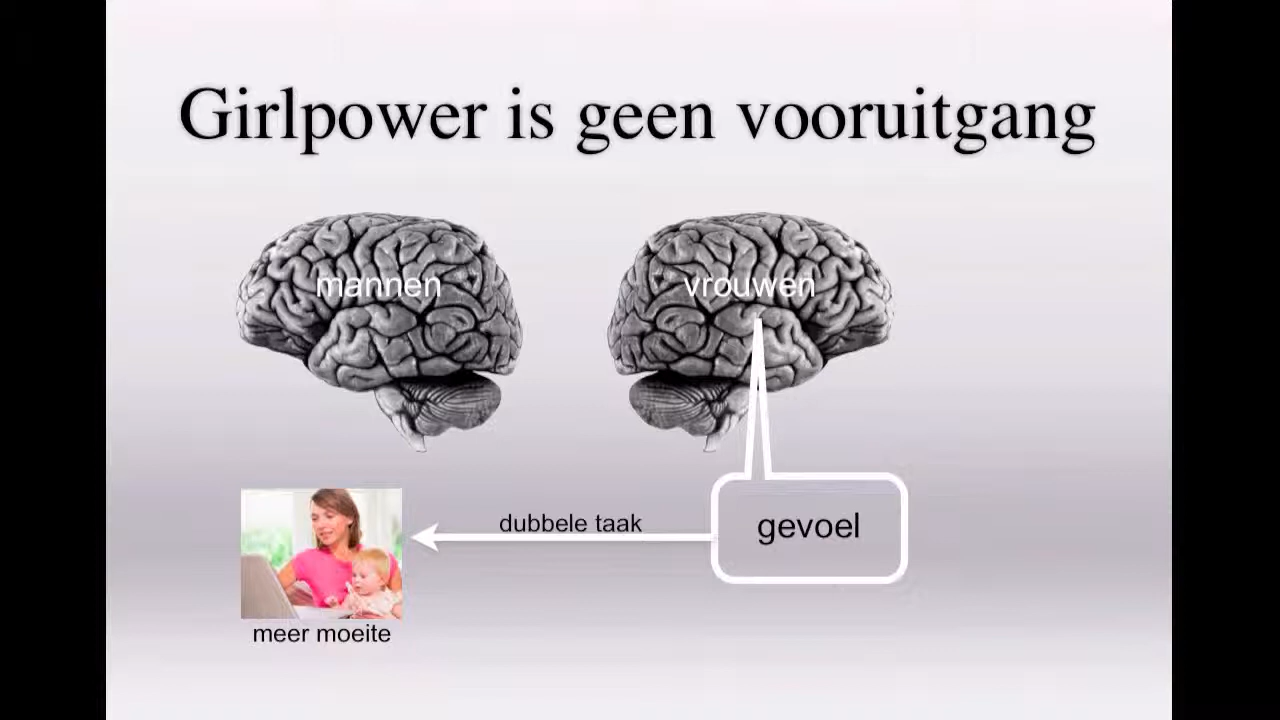 Girlpower is geen vooruitgang
mannen
vrouwen
dubbele taak
gevoel
meer moeite